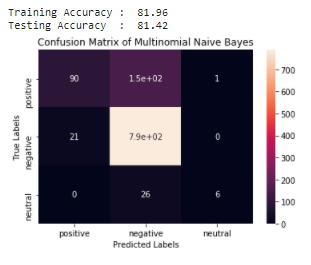 Training Accuracy :  81.96
Testing Accuracy :  81.42
Confusion Matrix of Multinomial Naive Bayes
True Labels
positive
90
1.5e+02
1
negative
21
7.9e+02
0
neutral
0
26
6
positive
negative
neutral
Predicted Labels
700
600
500
400
300
200
100
0